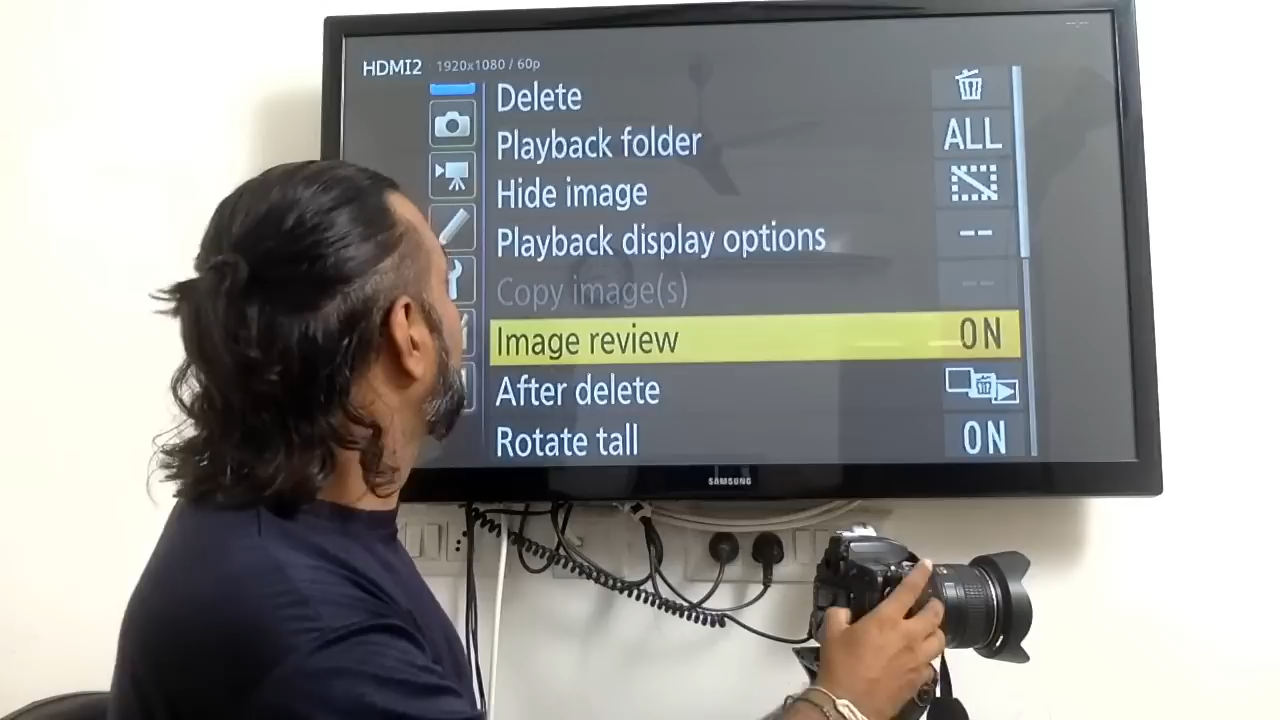 HDMI2 1920x1080 / 60p
Delete
Playback folder ALL
Hide image
Playback display options --
Copy image(s) --
Image review ON
After delete
Rotate tall ON
SAMSUNG